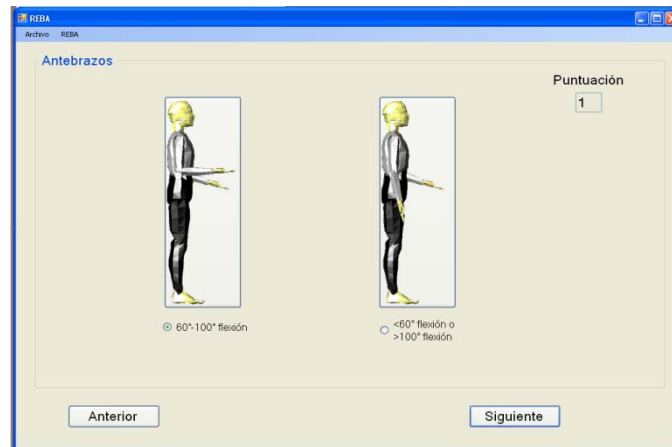 REBA
Archivo REBA
Antebrazos
Puntuación
1
60°-100° flexión
<60° flexión o
>100° flexión
Anterior
Siguiente